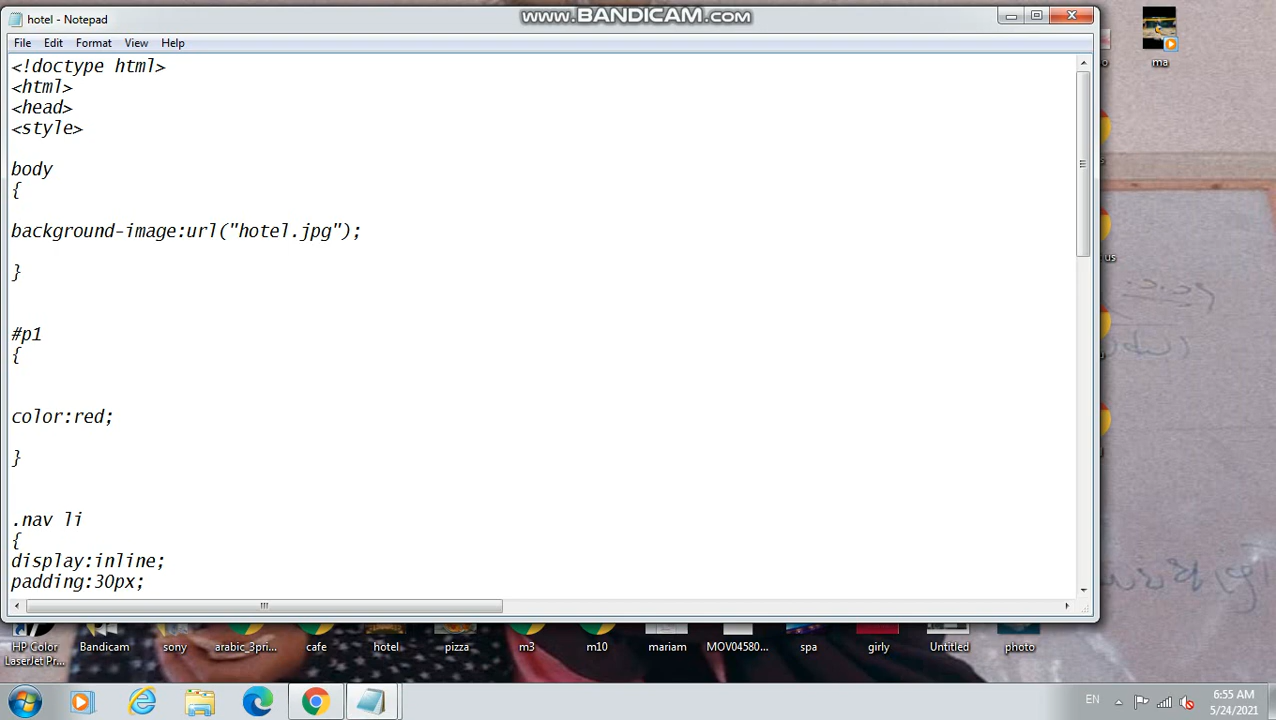 hotel - Notepad
www.BANDICAM.com
File Edit Format View Help
<!doctype html>
<html>
<head>
<style>
body
{
background-image:url("hotel.jpg");
}
#p1
{
color:red;
}
.nav li
{
display:inline;
padding:30px;
ma
us
HP Color LaserJet Pr...
Bandicam
sony
arabic_3pri...
cafe
hotel
pizza
m3
m10
mariam
MOV04580...
spa
girly
Untitled
photo
EN
6:55 AM
5/24/2021